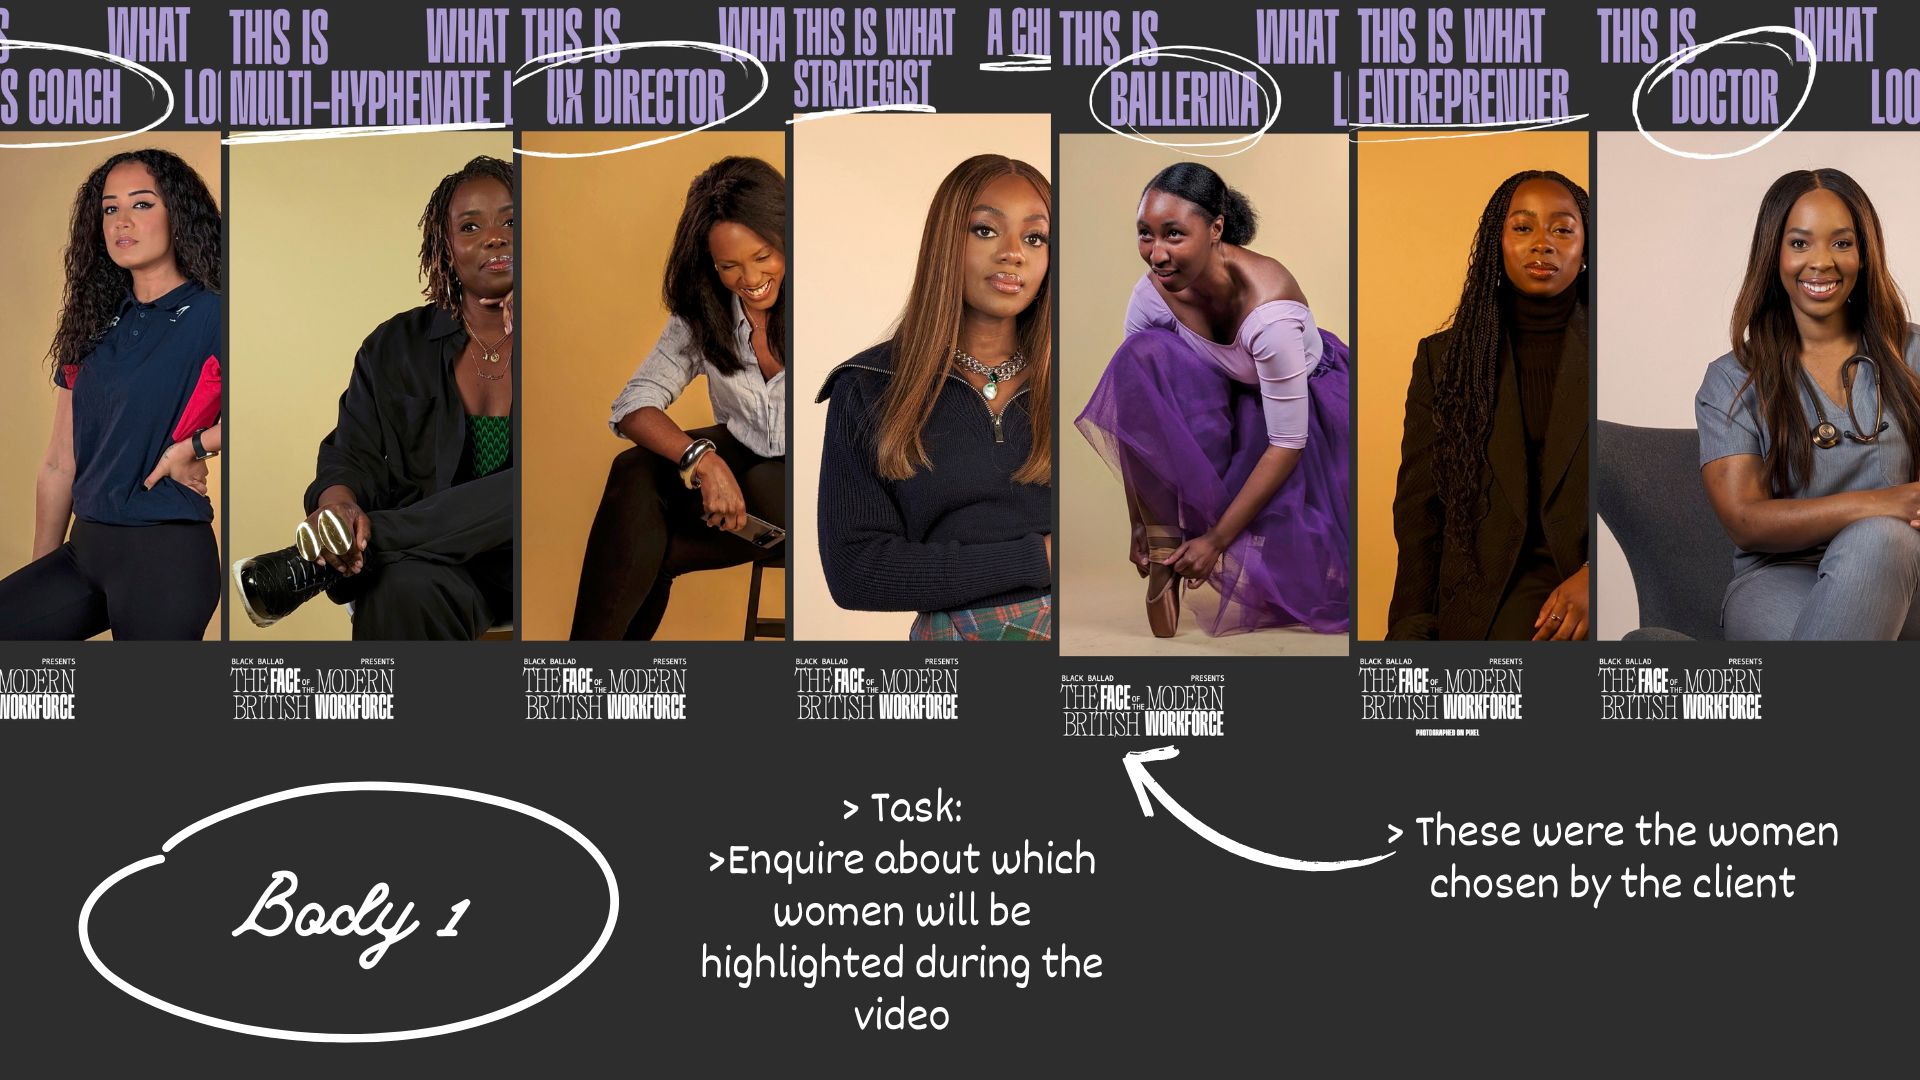 WHAT
S COACH
THIS IS WHAT
MULTI-HYPHENATE
THIS IS
UX DIRECTOR
THIS IS WHAT A
STRATEGIST
THIS IS WHAT
BALLERINA
THIS IS WHAT
ENTREPRENUER
THIS IS WHAT
DOCTOR
MODERN
WORKFORCE
PRESENTS
BLACK BALLAD PRESENTS
THE FACE OF THE MODERN
BRITISH WORKFORCE
BLACK BALLAD PRESENTS
THE FACE OF THE MODERN
BRITISH WORKFORCE
BLACK BALLAD PRESENTS
THE FACE OF THE MODERN
BRITISH WORKFORCE
BLACK BALLAD PRESENTS
THE FACE OF THE MODERN
BRITISH WORKFORCE
BLACK BALLAD PRESENTS
THE FACE OF THE MODERN
BRITISH WORKFORCE
PHOTOGRAPHED ON PIXEL
BLACK BALLAD PRESENTS
THE FACE OF THE MODERN
BRITISH WORKFORCE
Body 1
> Task:
>Enquire about which
women will be
highlighted during the
video
> These were the women
chosen by the client